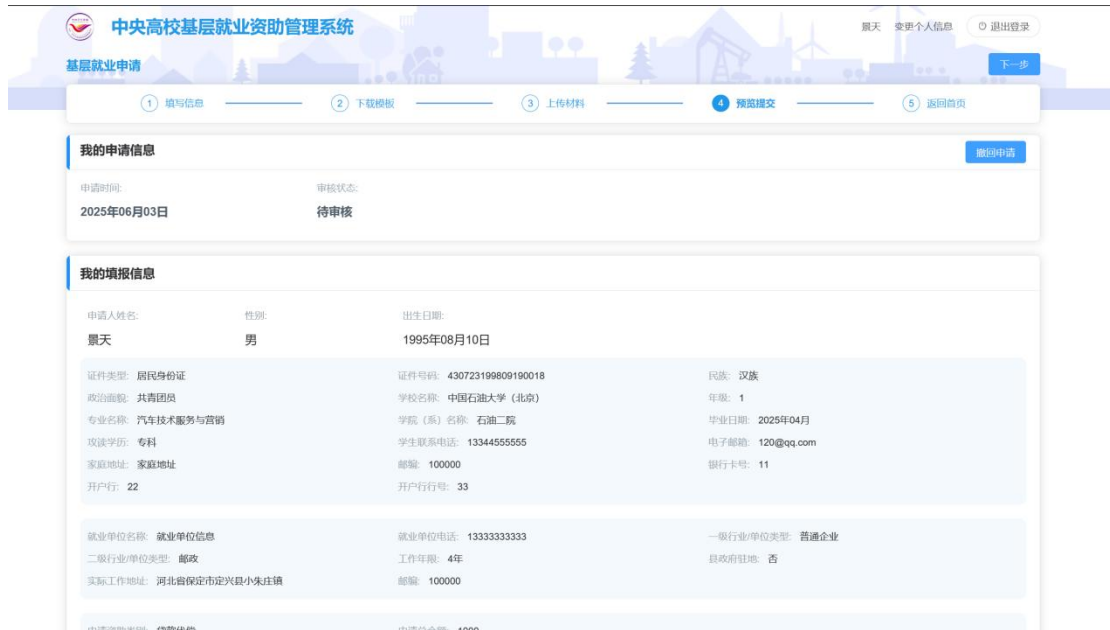 中央高校基层就业资助管理系统
景天 变更个人信息 退出登录
基层就业申请 下一步
1 填写信息 2 下载模板 3 上传材料 4 预览提交 5 返回首页
我的申请信息 撤回申请
申请时间: 审核状态:
2025年06月03日 待审核
我的填报信息
申请人姓名: 性别: 出生日期:
景天 男 1995年08月10日
证件类型: 居民身份证 证件号码: 430723199809190018 民族: 汉族
政治面貌: 共青团员 学校名称: 中国石油大学（北京） 年级: 1
专业名称: 汽车技术服务与营销 学院（系）名称: 石油二院 毕业日期: 2025年04月
攻读学历: 专科 学生联系电话: 13344555555 电子邮箱: 120@qq.com
家庭地址: 家庭地址 邮编: 100000 银行卡号: 11
开户行: 22 开户行行号: 33
就业单位名称: 就业单位信息 就业单位电话: 13333333333 一级行业/单位类型: 普通企业
二级行业/单位类型: 邮政 工作年限: 4年 县政府驻地: 否
实际工作地址: 河北省保定市定兴县小朱庄镇 邮编: 100000